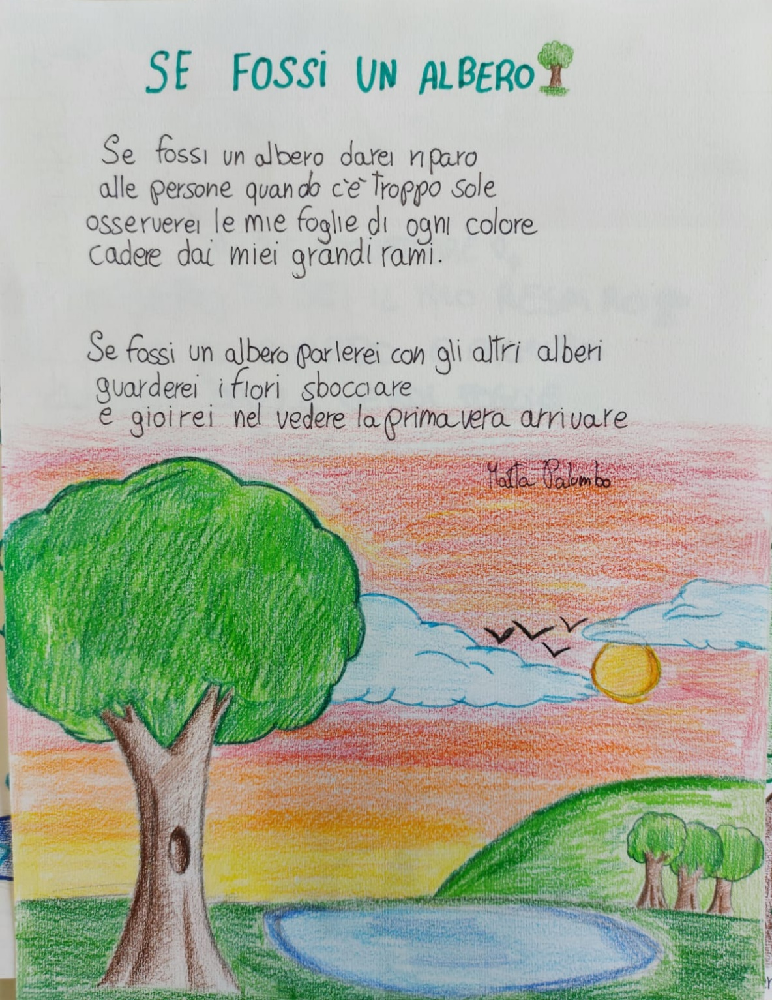 SE FOSSI UN ALBERO
Se fossi un albero darei riparo
alle persone quando c'è troppo sole
osserverei le mie foglie di ogni colore
cadere dai miei grandi rami.
Se fossi un albero parlerei con gli altri alberi
guarderei i fiori sbocciare
e gioirei nel vedere la primavera arrivare
Palombo